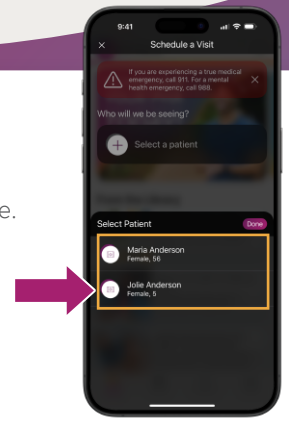 9:41
Schedule a Visit
If you are experiencing a true medical
emergency, call 911. For a mental
health emergency, call 988.
Who will we be seeing?
Select a patient
e.
Select Patient
Done
Maria Anderson
Female, 56
Jolie Anderson
Female, 5